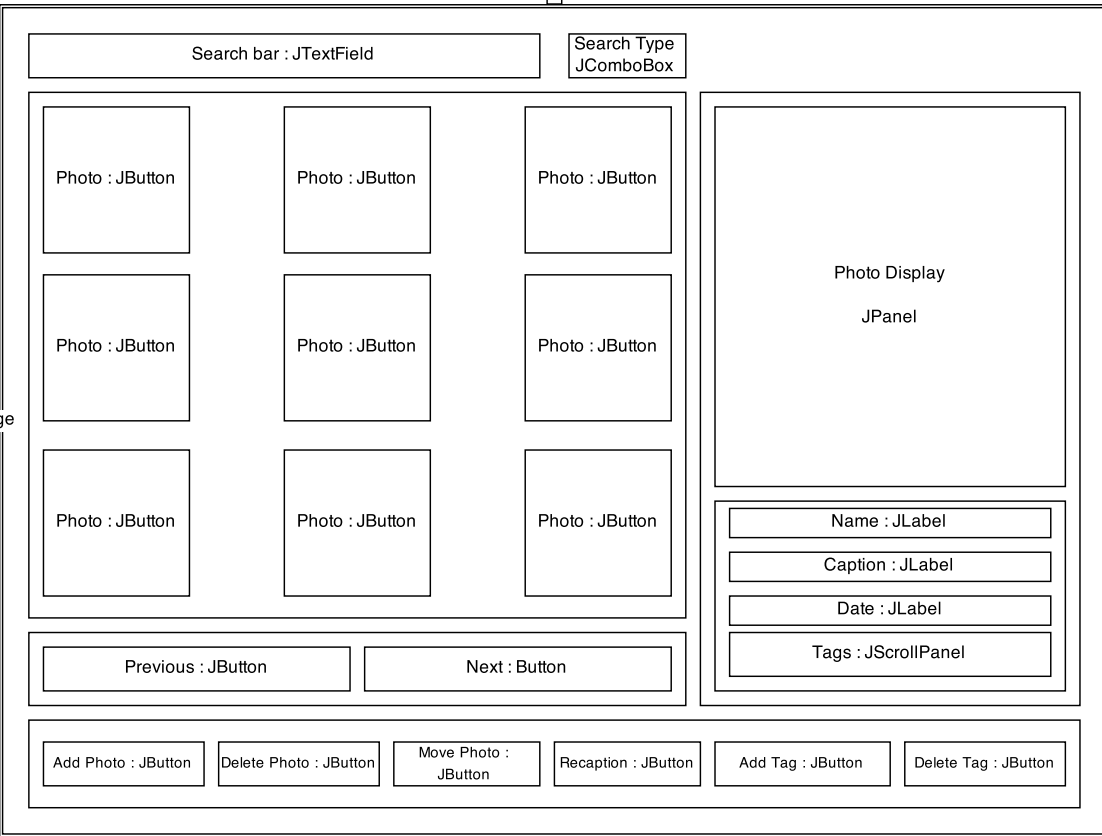 Search bar : JTextField
Search Type
JComboBox
Photo : JButton
Photo : JButton
Photo : JButton
Photo Display
JPanel
Photo : JButton
Photo : JButton
Photo : JButton
ge
Photo : JButton
Photo : JButton
Photo : JButton
Name : JLabel
Caption : JLabel
Date : JLabel
Tags : JScrollPanel
Previous : JButton
Next : Button
Add Photo : JButton
Delete Photo : JButton
Move Photo :
JButton
Recaption : JButton
Add Tag : JButton
Delete Tag : JButton